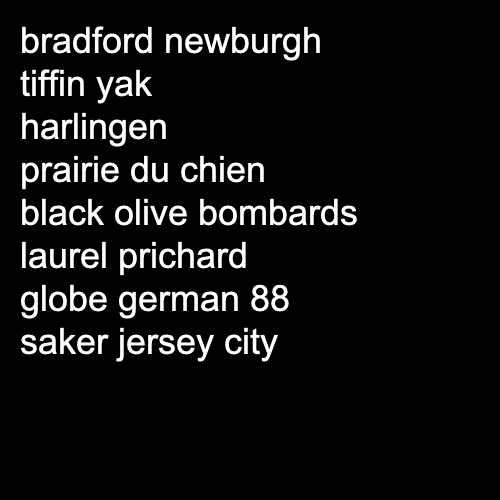 bradford newburgh
tiffin yak
harlingen
prairie du chien
black olive bombards
laurel prichard
globe german 88
saker jersey city